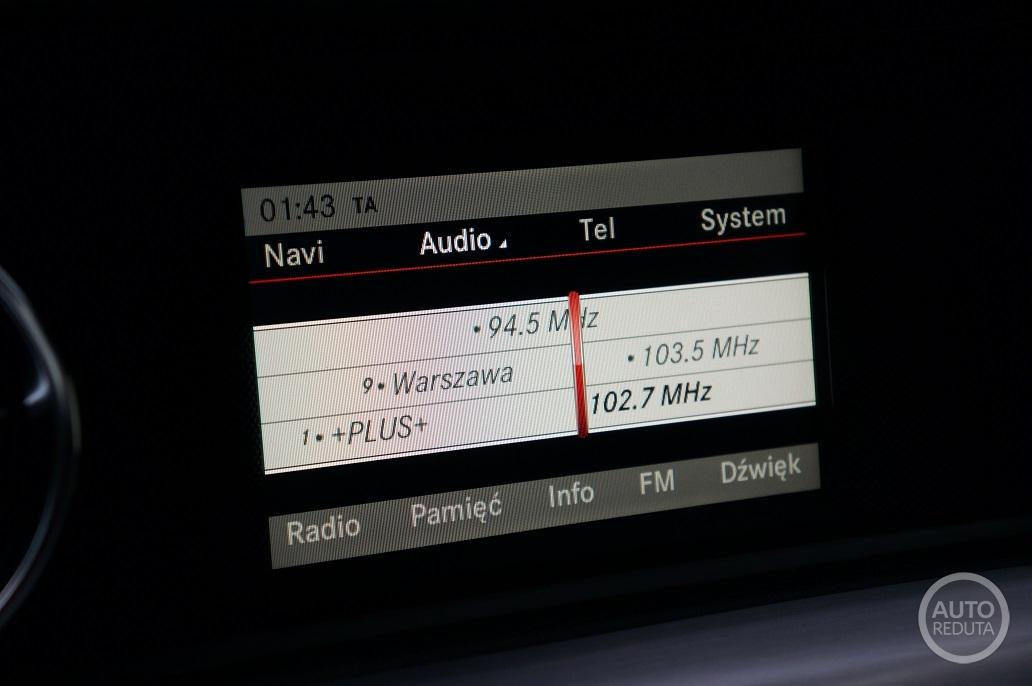 01:43 TA
Navi Audio Tel System
• 94.5 MHz
• 103.5 MHz
9• Warszawa
102.7 MHz
1• +PLUS+
Radio Pamięć Info FM Dźwięk
AUTO
REDUTA